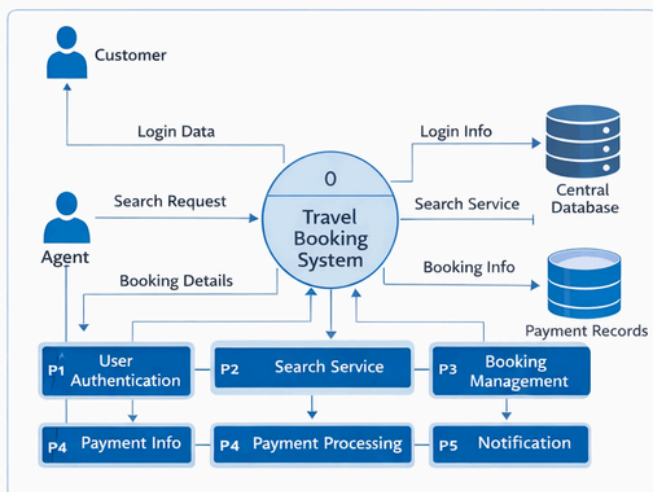 Customer
Login Data
Login Info
Central
Database
0
Travel
Booking
System
Search Request
Search Service
Agent
Booking Details
Booking Info
Payment Records
P1 User
Authentication
P2 Search Service
P3 Booking
Management
P4 Payment Info
P4 Payment Processing
P5 Notification